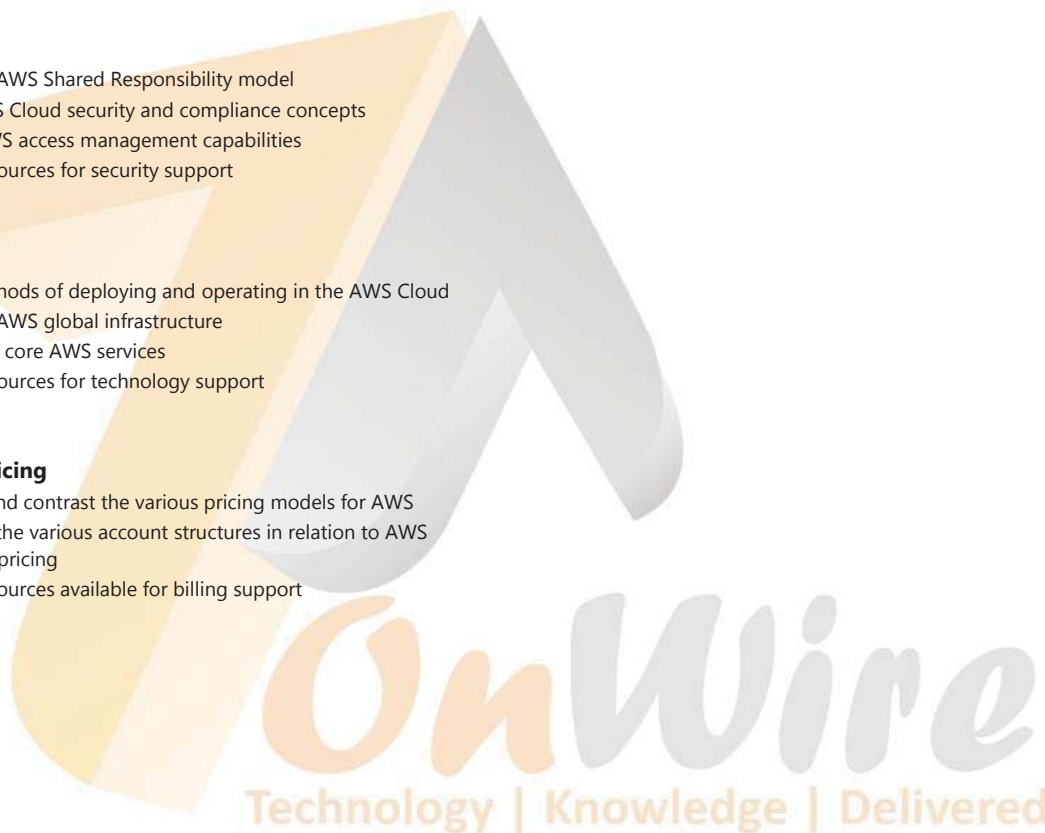 AWS Shared Responsibility model
S Cloud security and compliance concepts
WS access management capabilities
ources for security support
hods of deploying and operating in the AWS Cloud
AWS global infrastructure
core AWS services
ources for technology support
icing
nd contrast the various pricing models for AWS
the various account structures in relation to AWS
pricing
ources available for billing support
OnWire
Technology | Knowledge | Delivered